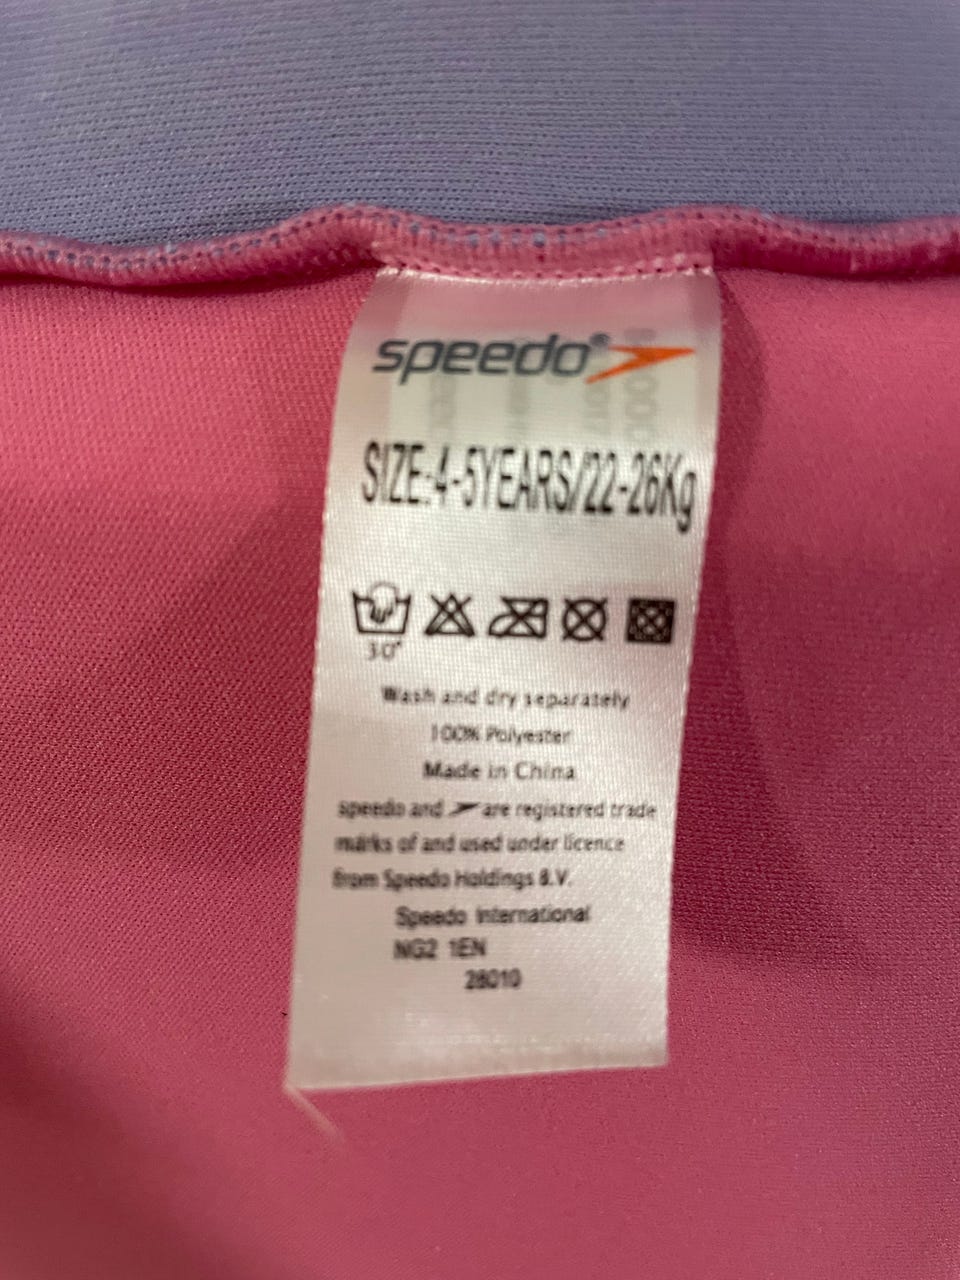 speedo®
SIZE:4-5YEARS/22-26Kg
30°
Wash and dry separately
100% Polyester
Made in China
speedo and are registered trade
marks of and used under licence
from Speedo Holdings B.V.
Speedo International
NG2 1EN
28010